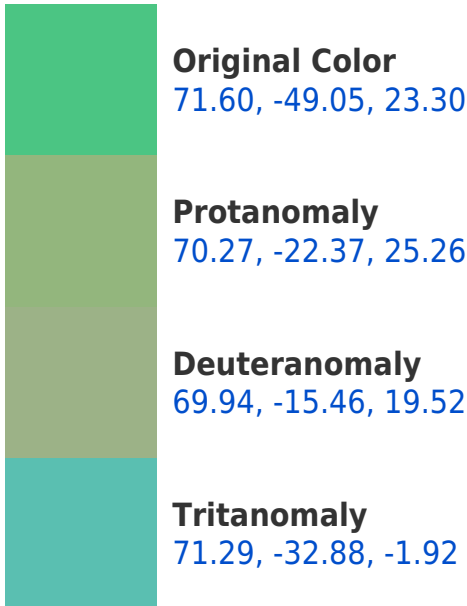 Original Color
71.60, -49.05, 23.30
Protanomaly
70.27, -22.37, 25.26
Deuteranomaly
69.94, -15.46, 19.52
Tritanomaly
71.29, -32.88, -1.92